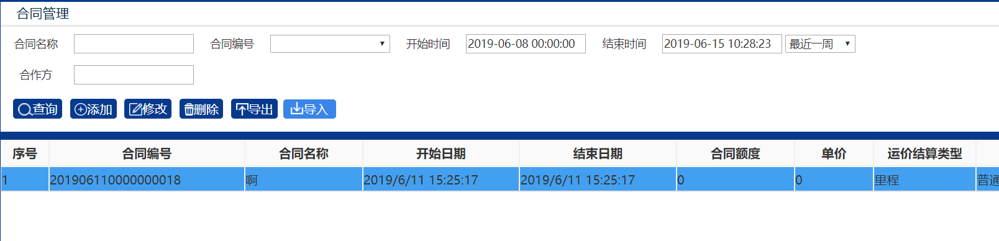 合同管理
合同名称 合同编号 开始时间 2019-06-08 00:00:00 结束时间 2019-06-15 10:28:23 最近一周
合作方
查询 添加 修改 删除 导出 导入
序号 合同编号 合同名称 开始日期 结束日期 合同额度 单价 运价结算类型
1 201906110000000018 啊 2019/6/11 15:25:17 2019/6/11 15:25:17 0 0 里程 普通